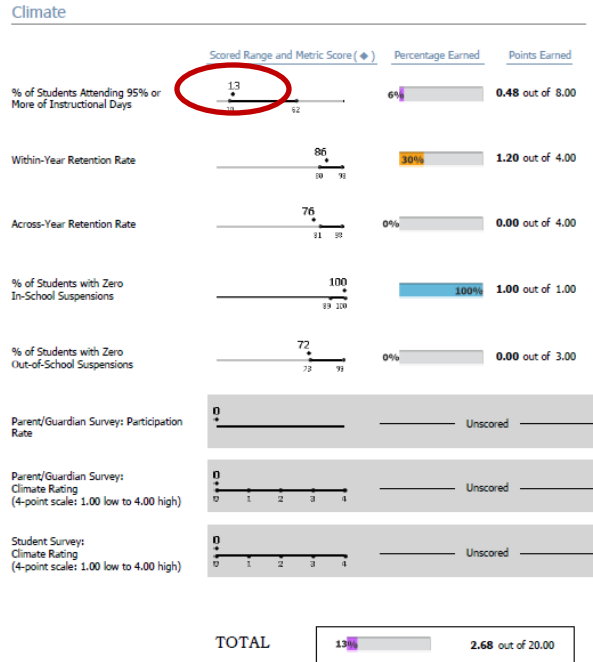 Climate
Scored Range and Metric Score (◆) Percentage Earned Points Earned
% of Students Attending 95% or
More of Instructional Days
13
10 62
6%
0.48 out of 8.00
Within-Year Retention Rate
86
80
30%
1.20 out of 4.00
Across-Year Retention Rate
76
81
0%
0.00 out of 4.00
% of Students with Zero
In-School Suspensions
100
89 100
100%
1.00 out of 1.00
% of Students with Zero
Out-of-School Suspensions
72
73
0%
0.00 out of 3.00
Parent/Guardian Survey: Participation
Rate
0
Unscored
Parent/Guardian Survey:
Climate Rating
(4-point scale: 1.00 low to 4.00 high)
0
0 1 2 3 4
Unscored
Student Survey:
Climate Rating
(4-point scale: 1.00 low to 4.00 high)
0
0 1 2 3 4
Unscored
TOTAL 13% 2.68 out of 20.00